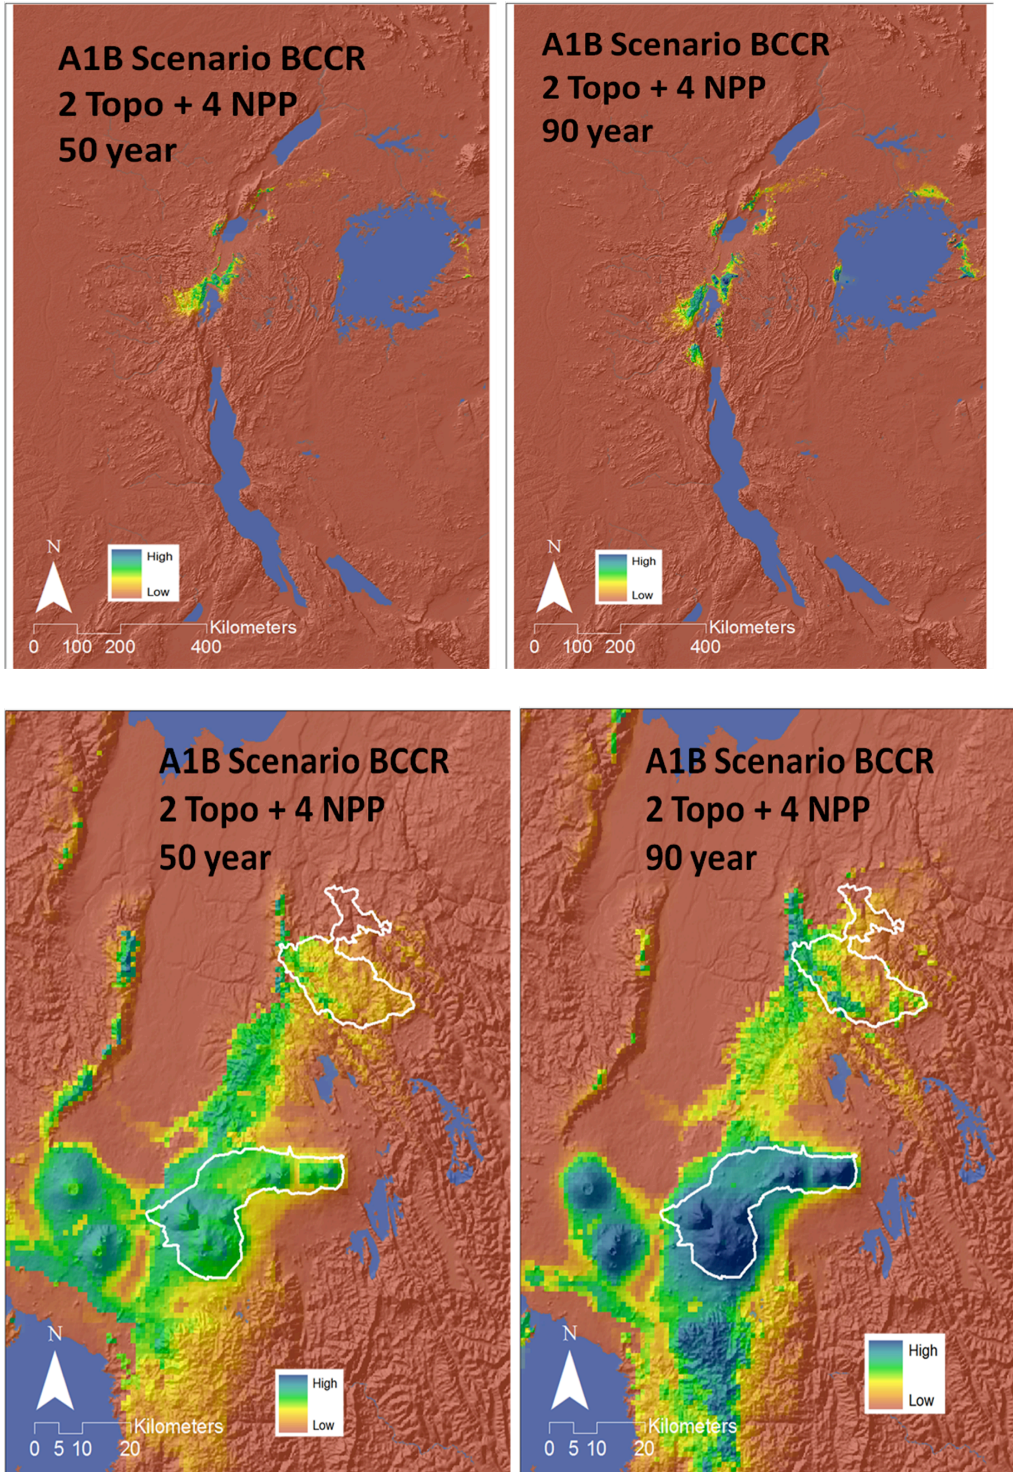 A1B Scenario BCCR
2 Topo + 4 NPP
50 year
N
High
Low
Kilometers
0 100 200 400
A1B Scenario BCCR
2 Topo + 4 NPP
90 year
N
High
Low
Kilometers
0 100 200 400
A1B Scenario BCCR
2 Topo + 4 NPP
50 year
N
High
Low
Kilometers
0 5 10 20
A1B Scenario BCCR
2 Topo + 4 NPP
90 year
N
High
Low
Kilometers
0 5 10 20